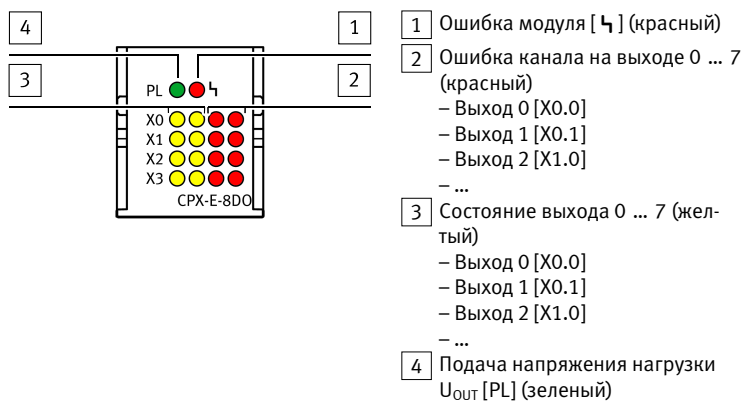 4
1
3
2
PL
X0
X1
X2
X3
CPX-E-8DO
1 Ошибка модуля [ ϟ ] (красный)
2 Ошибка канала на выходе 0 ... 7
(красный)
– Выход 0 [X0.0]
– Выход 1 [X0.1]
– Выход 2 [X1.0]
– ...
3 Состояние выхода 0 ... 7 (жел-
тый)
– Выход 0 [X0.0]
– Выход 1 [X0.1]
– Выход 2 [X1.0]
– ...
4 Подача напряжения нагрузки
UOUT [PL] (зеленый)